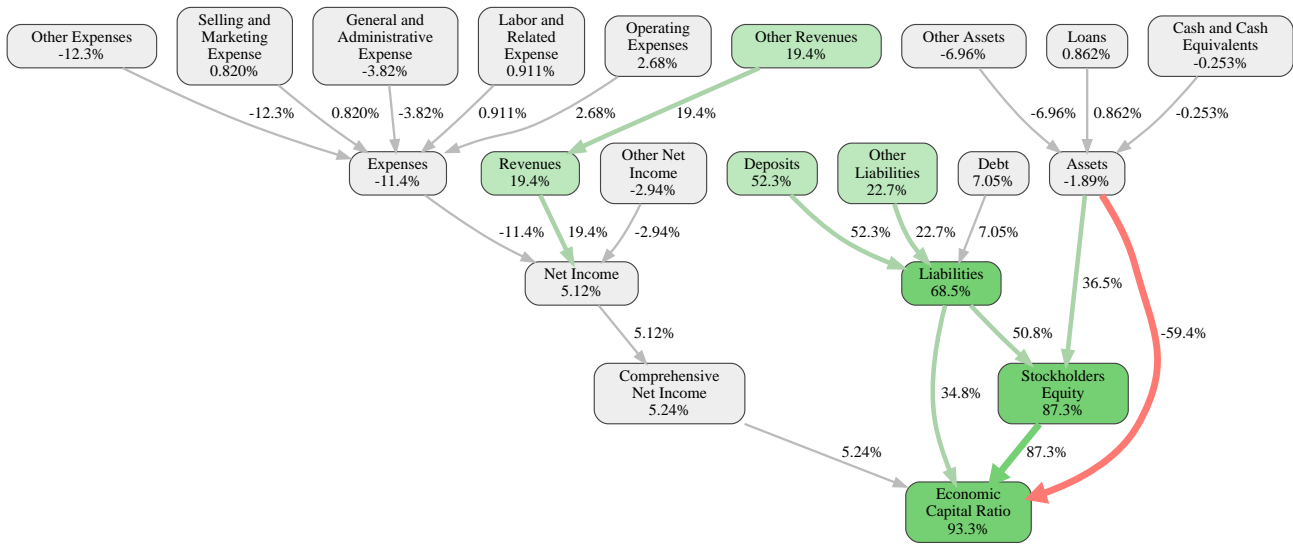 Other Expenses
-12.3%
Selling and
Marketing
Expense
0.820%
General and
Administrative
Expense
-3.82%
Labor and
Related
Expense
0.911%
Operating
Expenses
2.68%
Other Revenues
19.4%
Other Assets
-6.96%
Loans
0.862%
Cash and Cash
Equivalents
-0.253%
-12.3%
0.820%
-3.82%
0.911%
2.68%
19.4%
-6.96%
0.862%
-0.253%
Expenses
-11.4%
Revenues
19.4%
Other Net
Income
-2.94%
Deposits
52.3%
Other
Liabilities
22.7%
Debt
7.05%
Assets
-1.89%
-11.4%
19.4%
-2.94%
52.3%
22.7%
7.05%
Net Income
5.12%
Liabilities
68.5%
36.5%
5.12%
50.8%
-59.4%
Comprehensive
Net Income
5.24%
34.8%
Stockholders
Equity
87.3%
5.24%
87.3%
Economic
Capital Ratio
93.3%